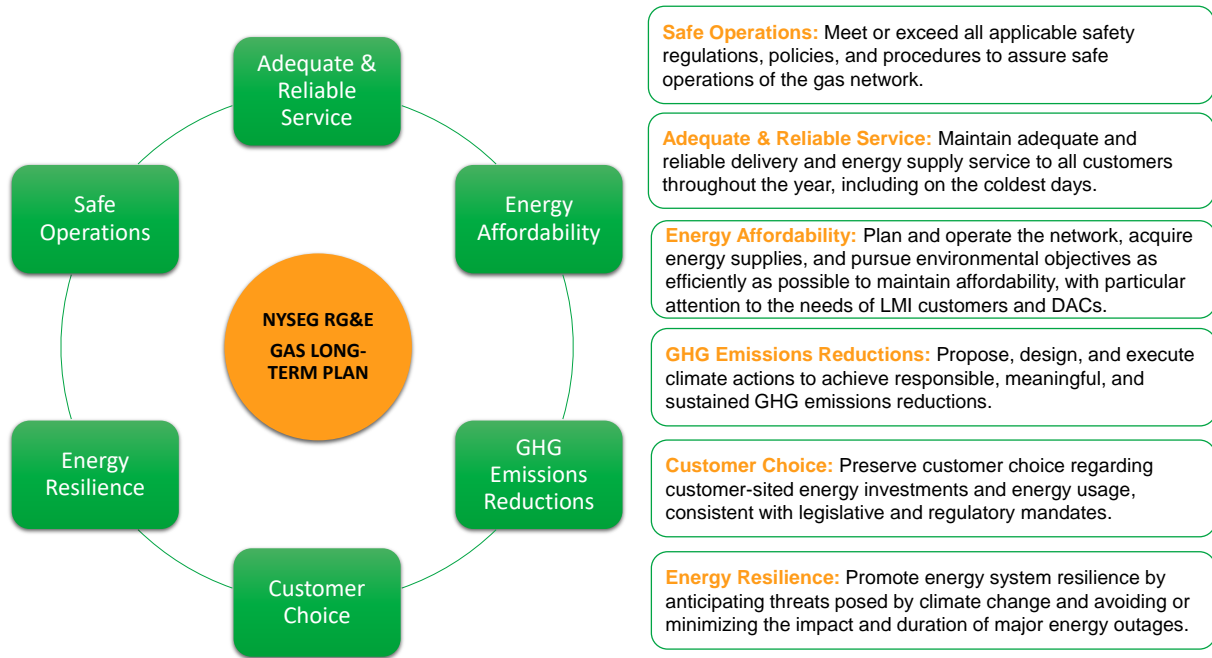 Adequate &
Reliable
Service
Safe
Operations
Energy
Affordability
NYSEG RG&E
GAS LONG-
TERM PLAN
Energy
Resilience
GHG
Emissions
Reductions
Customer
Choice
Safe Operations: Meet or exceed all applicable safety
regulations, policies, and procedures to assure safe
operations of the gas network.
Adequate & Reliable Service: Maintain adequate and
reliable delivery and energy supply service to all customers
throughout the year, including on the coldest days.
Energy Affordability: Plan and operate the network, acquire
energy supplies, and pursue environmental objectives as
efficiently as possible to maintain affordability, with particular
attention to the needs of LMI customers and DACs.
GHG Emissions Reductions: Propose, design, and execute
climate actions to achieve responsible, meaningful, and
sustained GHG emissions reductions.
Customer Choice: Preserve customer choice regarding
customer-sited energy investments and energy usage,
consistent with legislative and regulatory mandates.
Energy Resilience: Promote energy system resilience by
anticipating threats posed by climate change and avoiding or
minimizing the impact and duration of major energy outages.